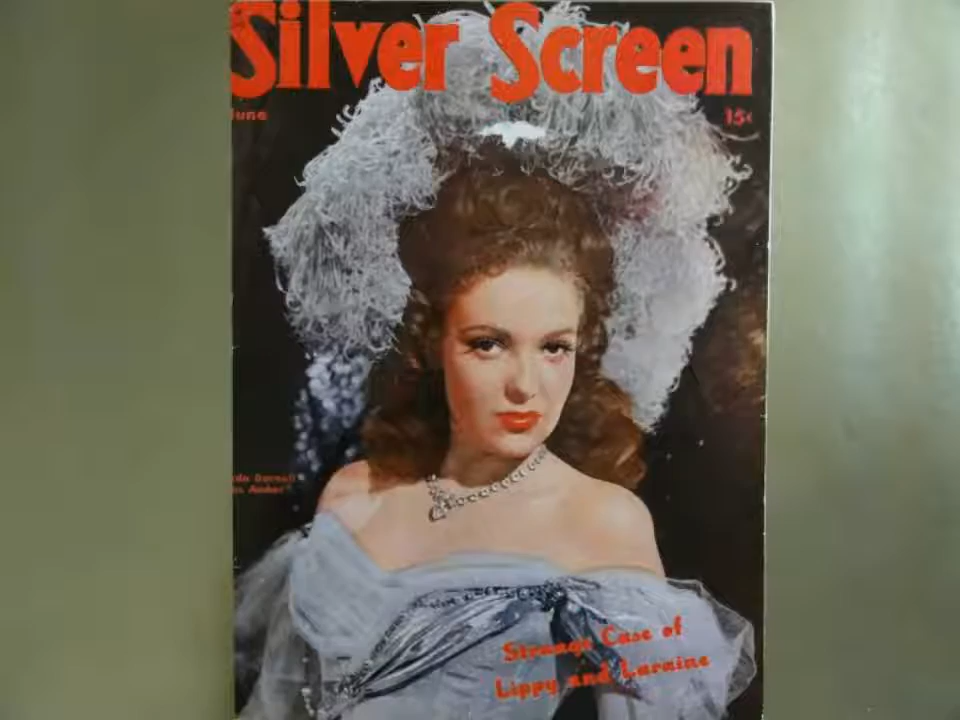 Silver Screen
June
15¢
Strange Case of
Lippy and Laraine